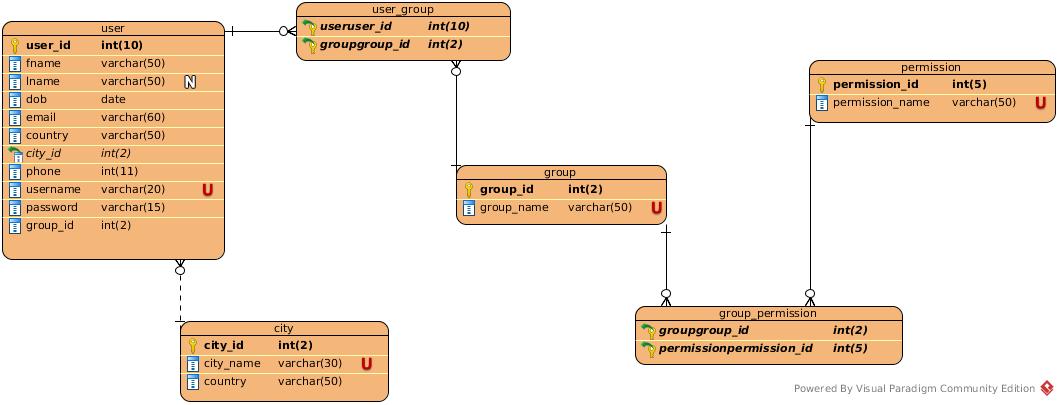 user
user_id int(10)
fname varchar(50)
lname varchar(50) N
dob date
email varchar(60)
country varchar(50)
city_id int(2)
phone int(11)
username varchar(20) U
password varchar(15)
group_id int(2)
user_group
useruser_id int(10)
groupgroup_id int(2)
permission
permission_id int(5)
permission_name varchar(50) U
group
group_id int(2)
group_name varchar(50) U
city
city_id int(2)
city_name varchar(30) U
country varchar(50)
group_permission
groupgroup_id int(2)
permissionpermission_id int(5)
Powered By Visual Paradigm Community Edition